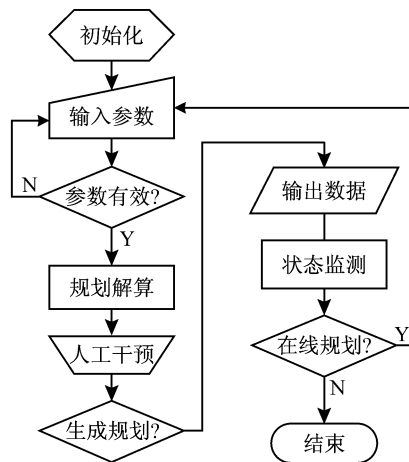 初始化
输入参数
N
参数有效?
Y
规划解算
人工干预
生成规划?
输出数据
状态监测
在线规划?
Y
N
结束